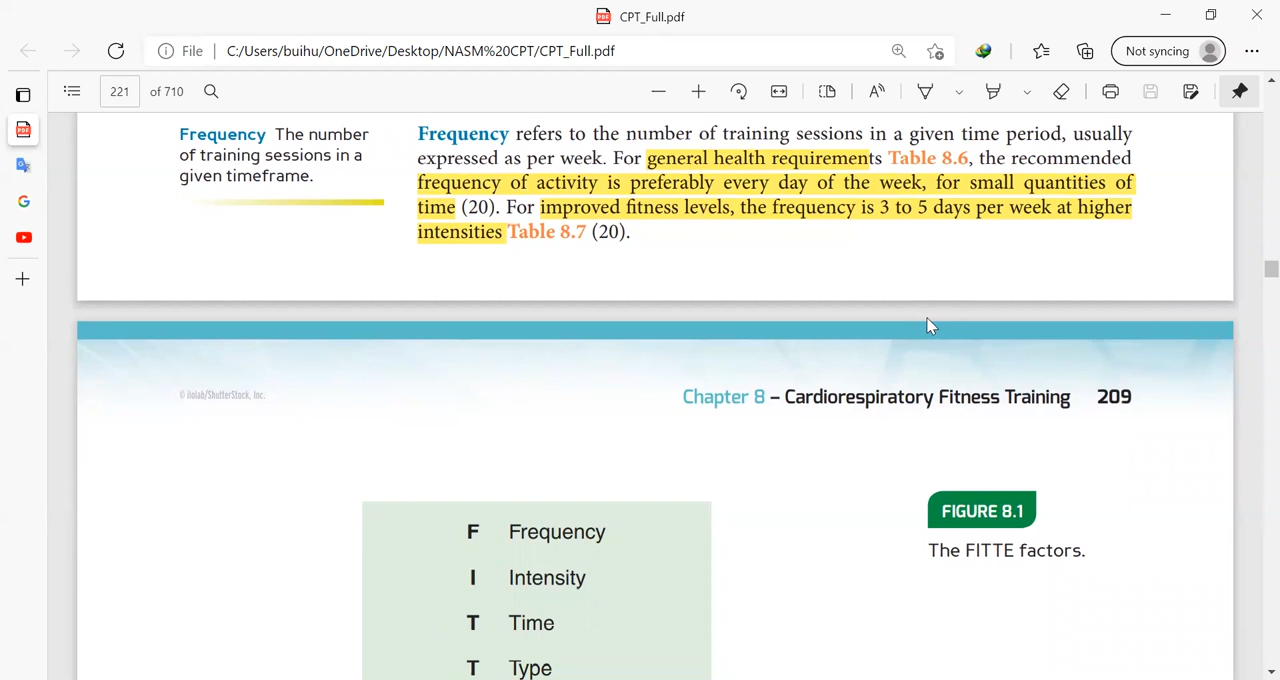 CPT_Full.pdf
File
C:/Users/buihu/OneDrive/Desktop/NASM%20CPT/CPT_Full.pdf
Not syncing
221 of 710
Frequency The number
of training sessions in a
given timeframe.
Frequency refers to the number of training sessions in a given time period, usually
expressed as per week. For general health requirements Table 8.6, the recommended
frequency of activity is preferably every day of the week, for small quantities of
time (20). For improved fitness levels, the frequency is 3 to 5 days per week at higher
intensities Table 8.7 (20).
© ilolab/ShutterStock, Inc.
Chapter 8 – Cardiorespiratory Fitness Training 209
F Frequency
I Intensity
T Time
T Type
FIGURE 8.1
The FITTE factors.